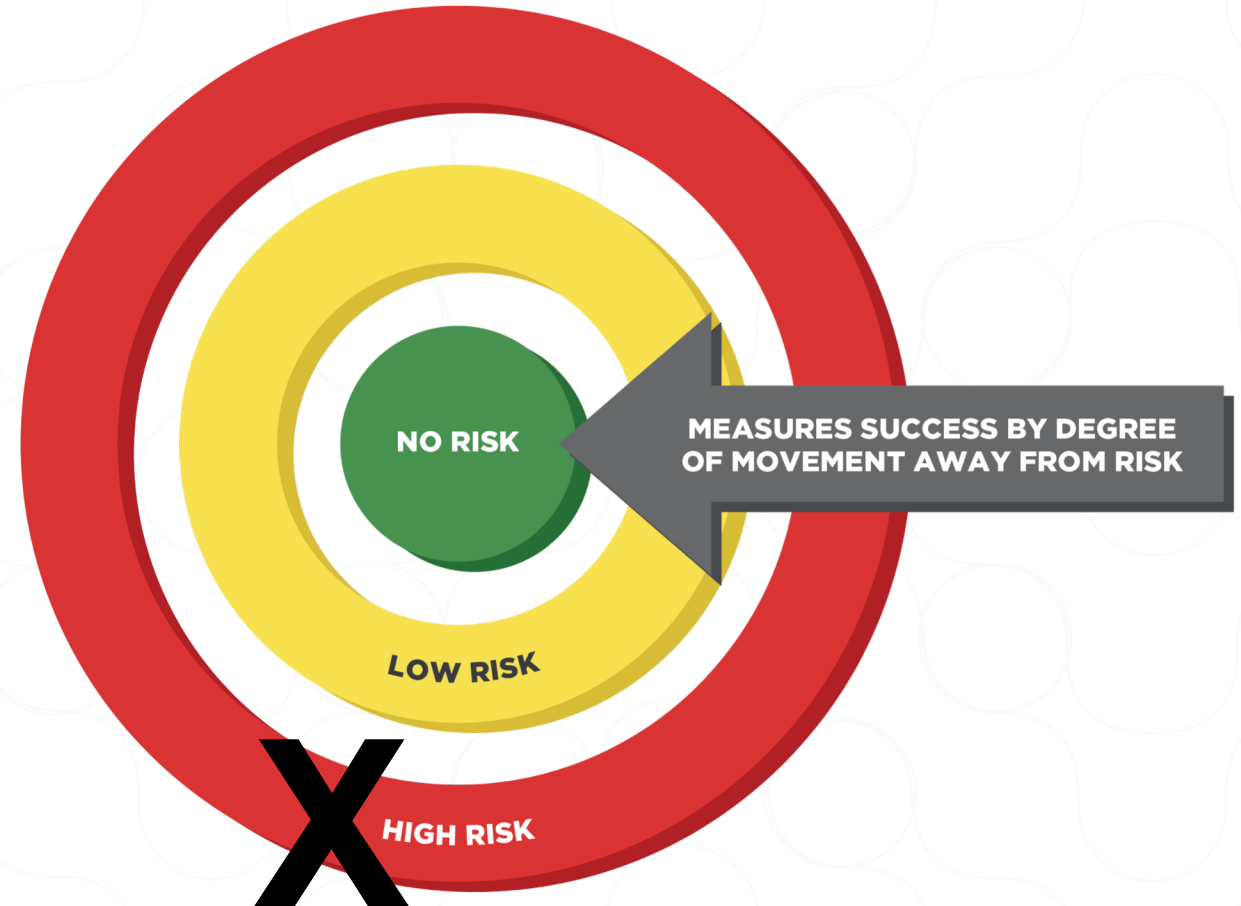 NO RISK
MEASURES SUCCESS BY DEGREE
OF MOVEMENT AWAY FROM RISK
LOW RISK
X
HIGH RISK